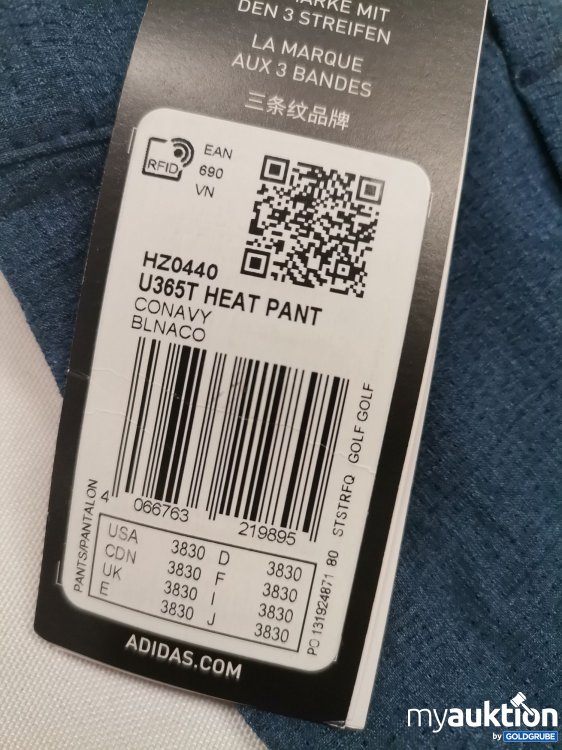 MARKE MIT
DEN 3 STREIFEN
LA MARQUE
AUX 3 BANDES
三条纹品牌
RFID
EAN
690
VN
HZ0440
U365T HEAT PANT
CONAVY
BLNACO
4 066763 219895
PANTS/PANTALON
STSTRFQ GOLF GOLF
PO 131924871 80
USA 3830 D 3830
CDN 3830 F 3830
UK 3830 I 3830
E 3830 J 3830
ADIDAS.COM
myauktion
by GOLDGRUBE